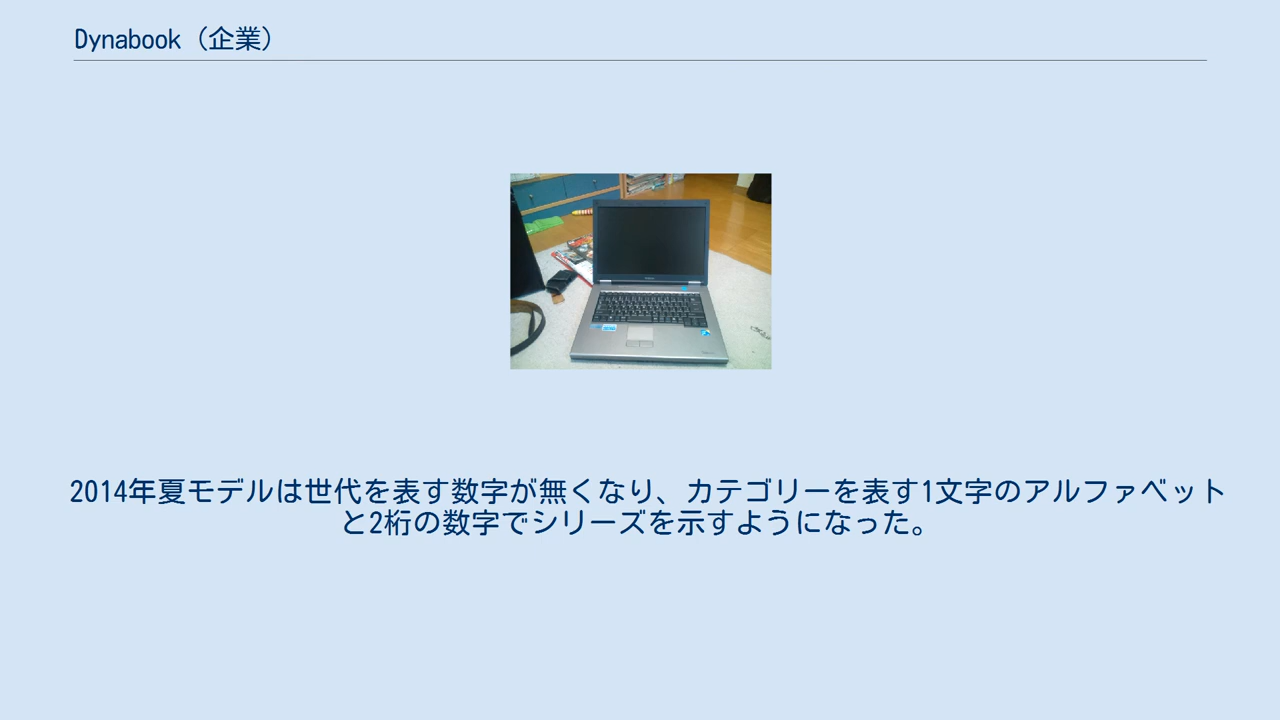 Dynabook（企業）
2014年夏モデルは世代を表す数字が無くなり、カテゴリーを表す1文字のアルファベット
と2桁の数字でシリーズを示すようになった。